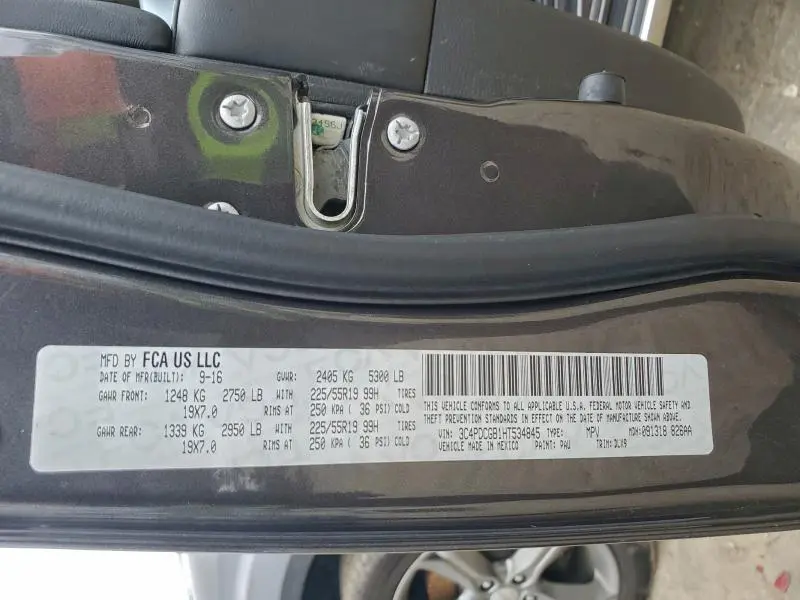 MFD BY FCA US LLC
DATE OF MFR(BUILT): 9-16 GVWR: 2405 KG 5300 LB
GAWR FRONT: 1248 KG 2750 LB WITH 225/55R19 99H TIRES
19X7.0 RIMS AT 250 KPA ( 36 PSI) COLD
GAWR REAR: 1339 KG 2950 LB WITH 225/55R19 99H TIRES
19X7.0 RIMS AT 250 KPA ( 36 PSI) COLD
THIS VEHICLE CONFORMS TO ALL APPLICABLE U.S.A. FEDERAL MOTOR VEHICLE SAFETY AND
THEFT PREVENTION STANDARDS IN EFFECT ON THE DATE OF MANUFACTURE SHOWN ABOVE.
VIN: 3C4PDCGB1HT534845 TYPE: MPV MDH: 091318 826AA
VEHICLE MADE IN MEXICO PAINT: PAU TRIM: DLX9